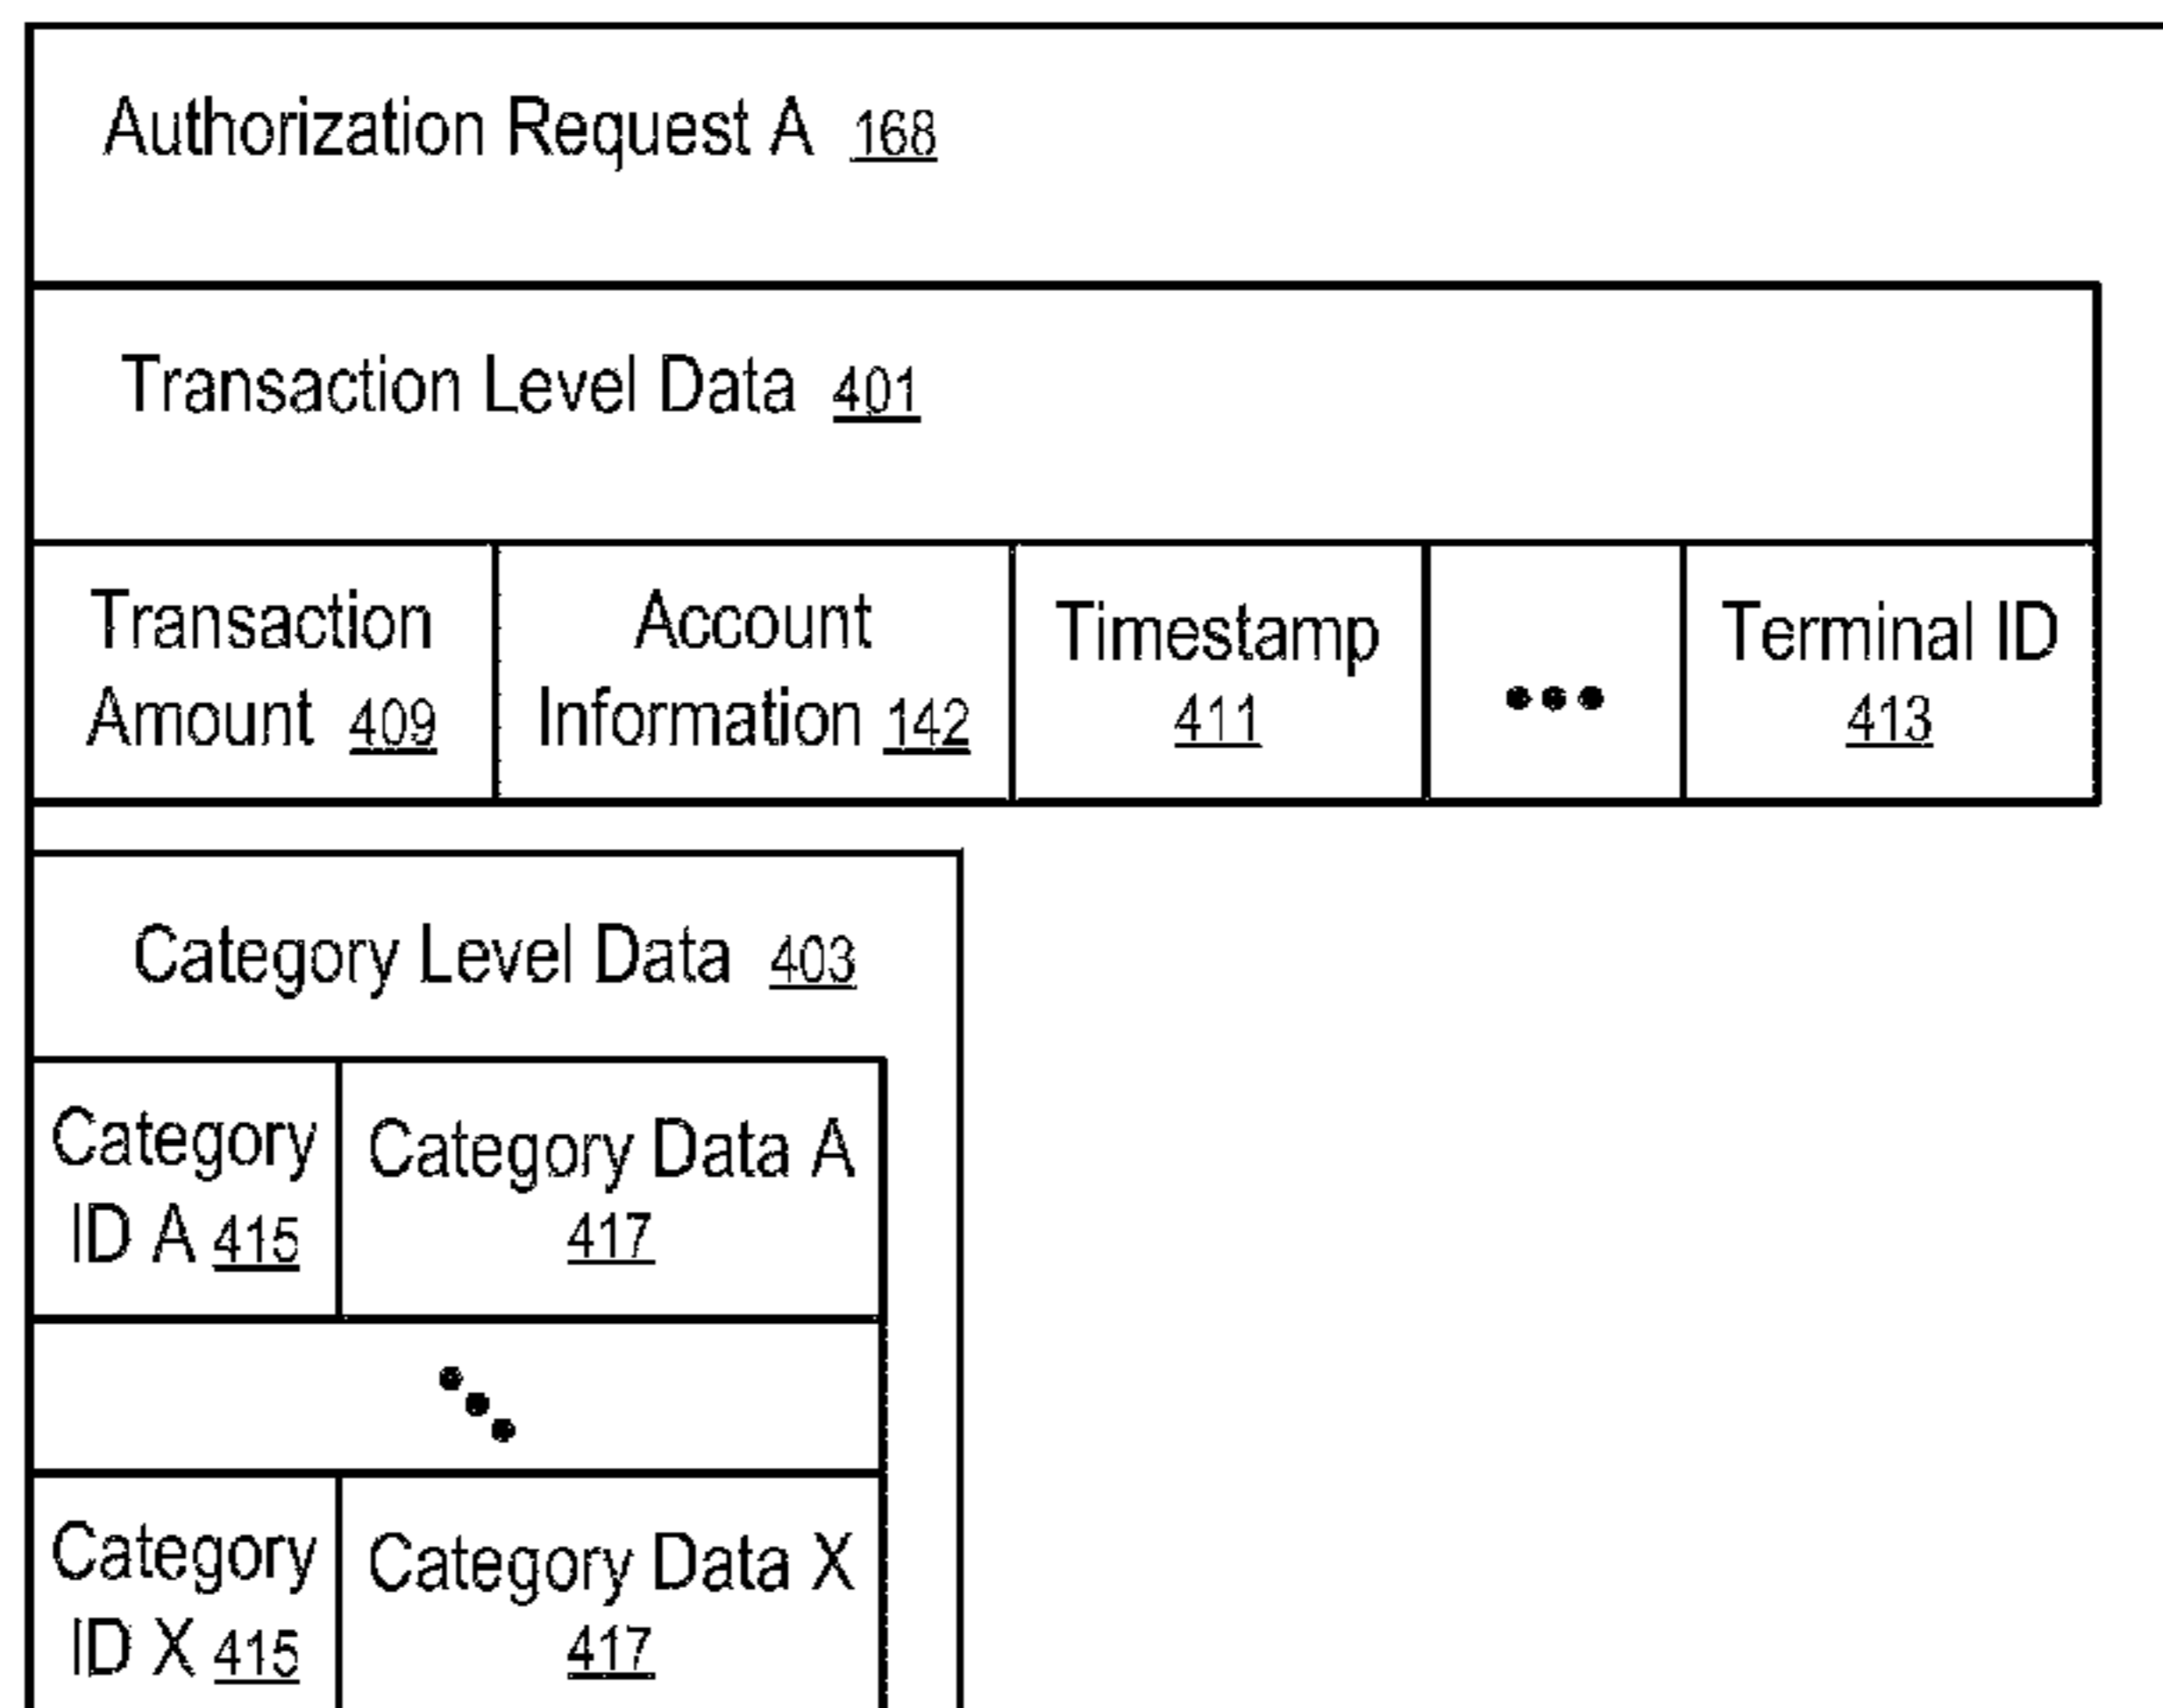 Authorization Request A 168
Transaction Level Data 401
Transaction
Amount 409
Account
Information 142
Timestamp
411
Terminal ID
413
Category Level Data 403
Category
ID A 415
Category Data A
417
Category
ID X 415
Category Data X
417